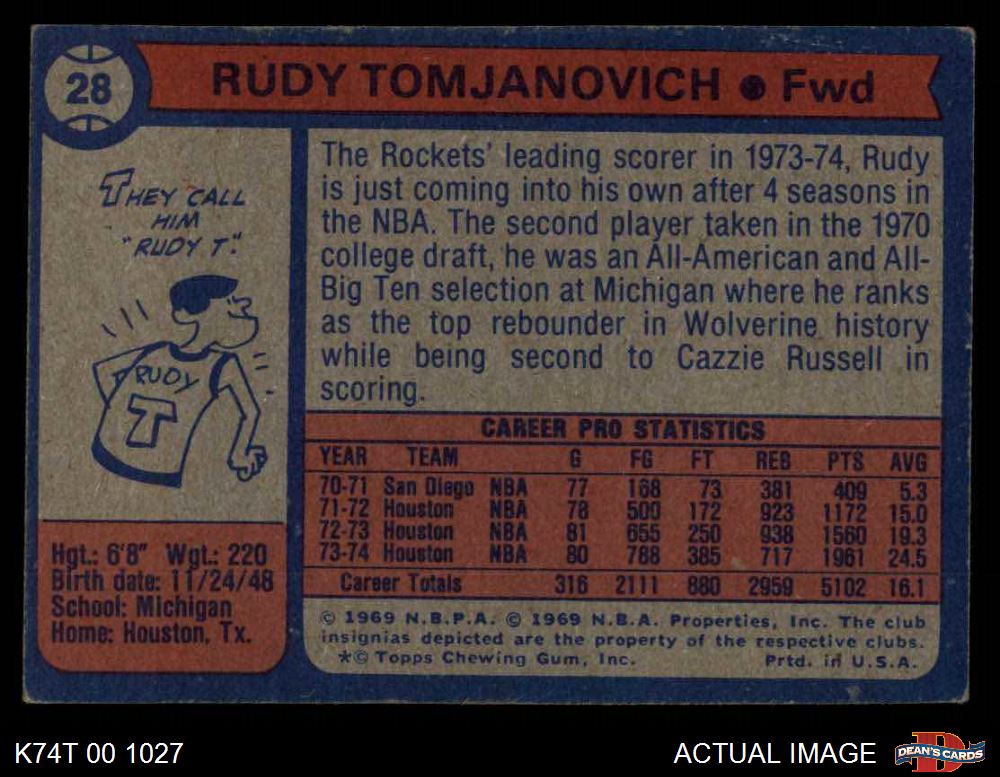 28
RUDY TOMJANOVICH • Fwd
THEY CALL
HIM
"RUDY T."
RUDY
T
The Rockets' leading scorer in 1973-74, Rudy
is just coming into his own after 4 seasons in
the NBA. The second player taken in the 1970
college draft, he was an All-American and All-
Big Ten selection at Michigan where he ranks
as the top rebounder in Wolverine history
while being second to Cazzie Russell in
scoring.
CAREER PRO STATISTICS
YEAR TEAM G FG FT REB PTS AVG
70-71 San Diego NBA 77 168 73 381 409 5.3
71-72 Houston NBA 78 500 172 923 1172 15.0
72-73 Houston NBA 81 655 250 938 1560 19.3
73-74 Houston NBA 80 788 385 717 1961 24.5
Career Totals 316 2111 880 2959 5102 16.1
Hgt.: 6'8" Wgt.: 220
Birth date: 11/24/48
School: Michigan
Home: Houston, Tx.
© 1969 N.B.P.A. © 1969 N.B.A. Properties, Inc. The club
insignias depicted are the property of the respective clubs.
*© Topps Chewing Gum, Inc. Prtd. in U.S.A.
K74T 00 1027
ACTUAL IMAGE
D
DEAN'S CARDS